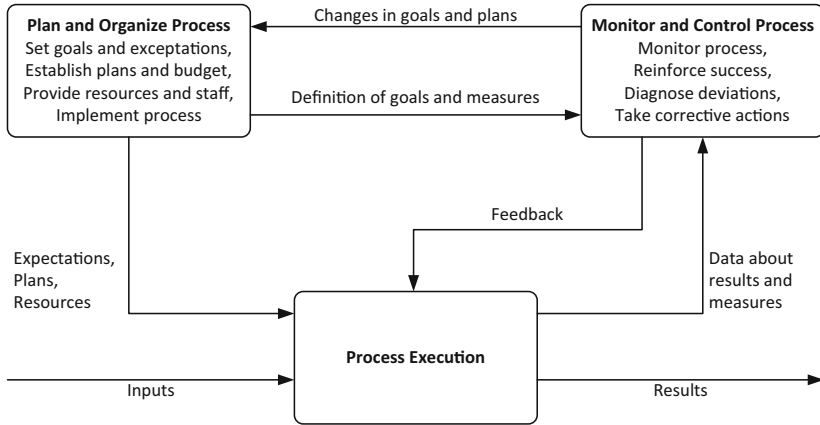 Plan and Organize Process
Set goals and exceptations,
Establish plans and budget,
Provide resources and staff,
Implement process
Changes in goals and plans
Definition of goals and measures
Monitor and Control Process
Monitor process,
Reinforce success,
Diagnose deviations,
Take corrective actions
Feedback
Expectations,
Plans,
Resources
Data about
results and
measures
Process Execution
Inputs
Results